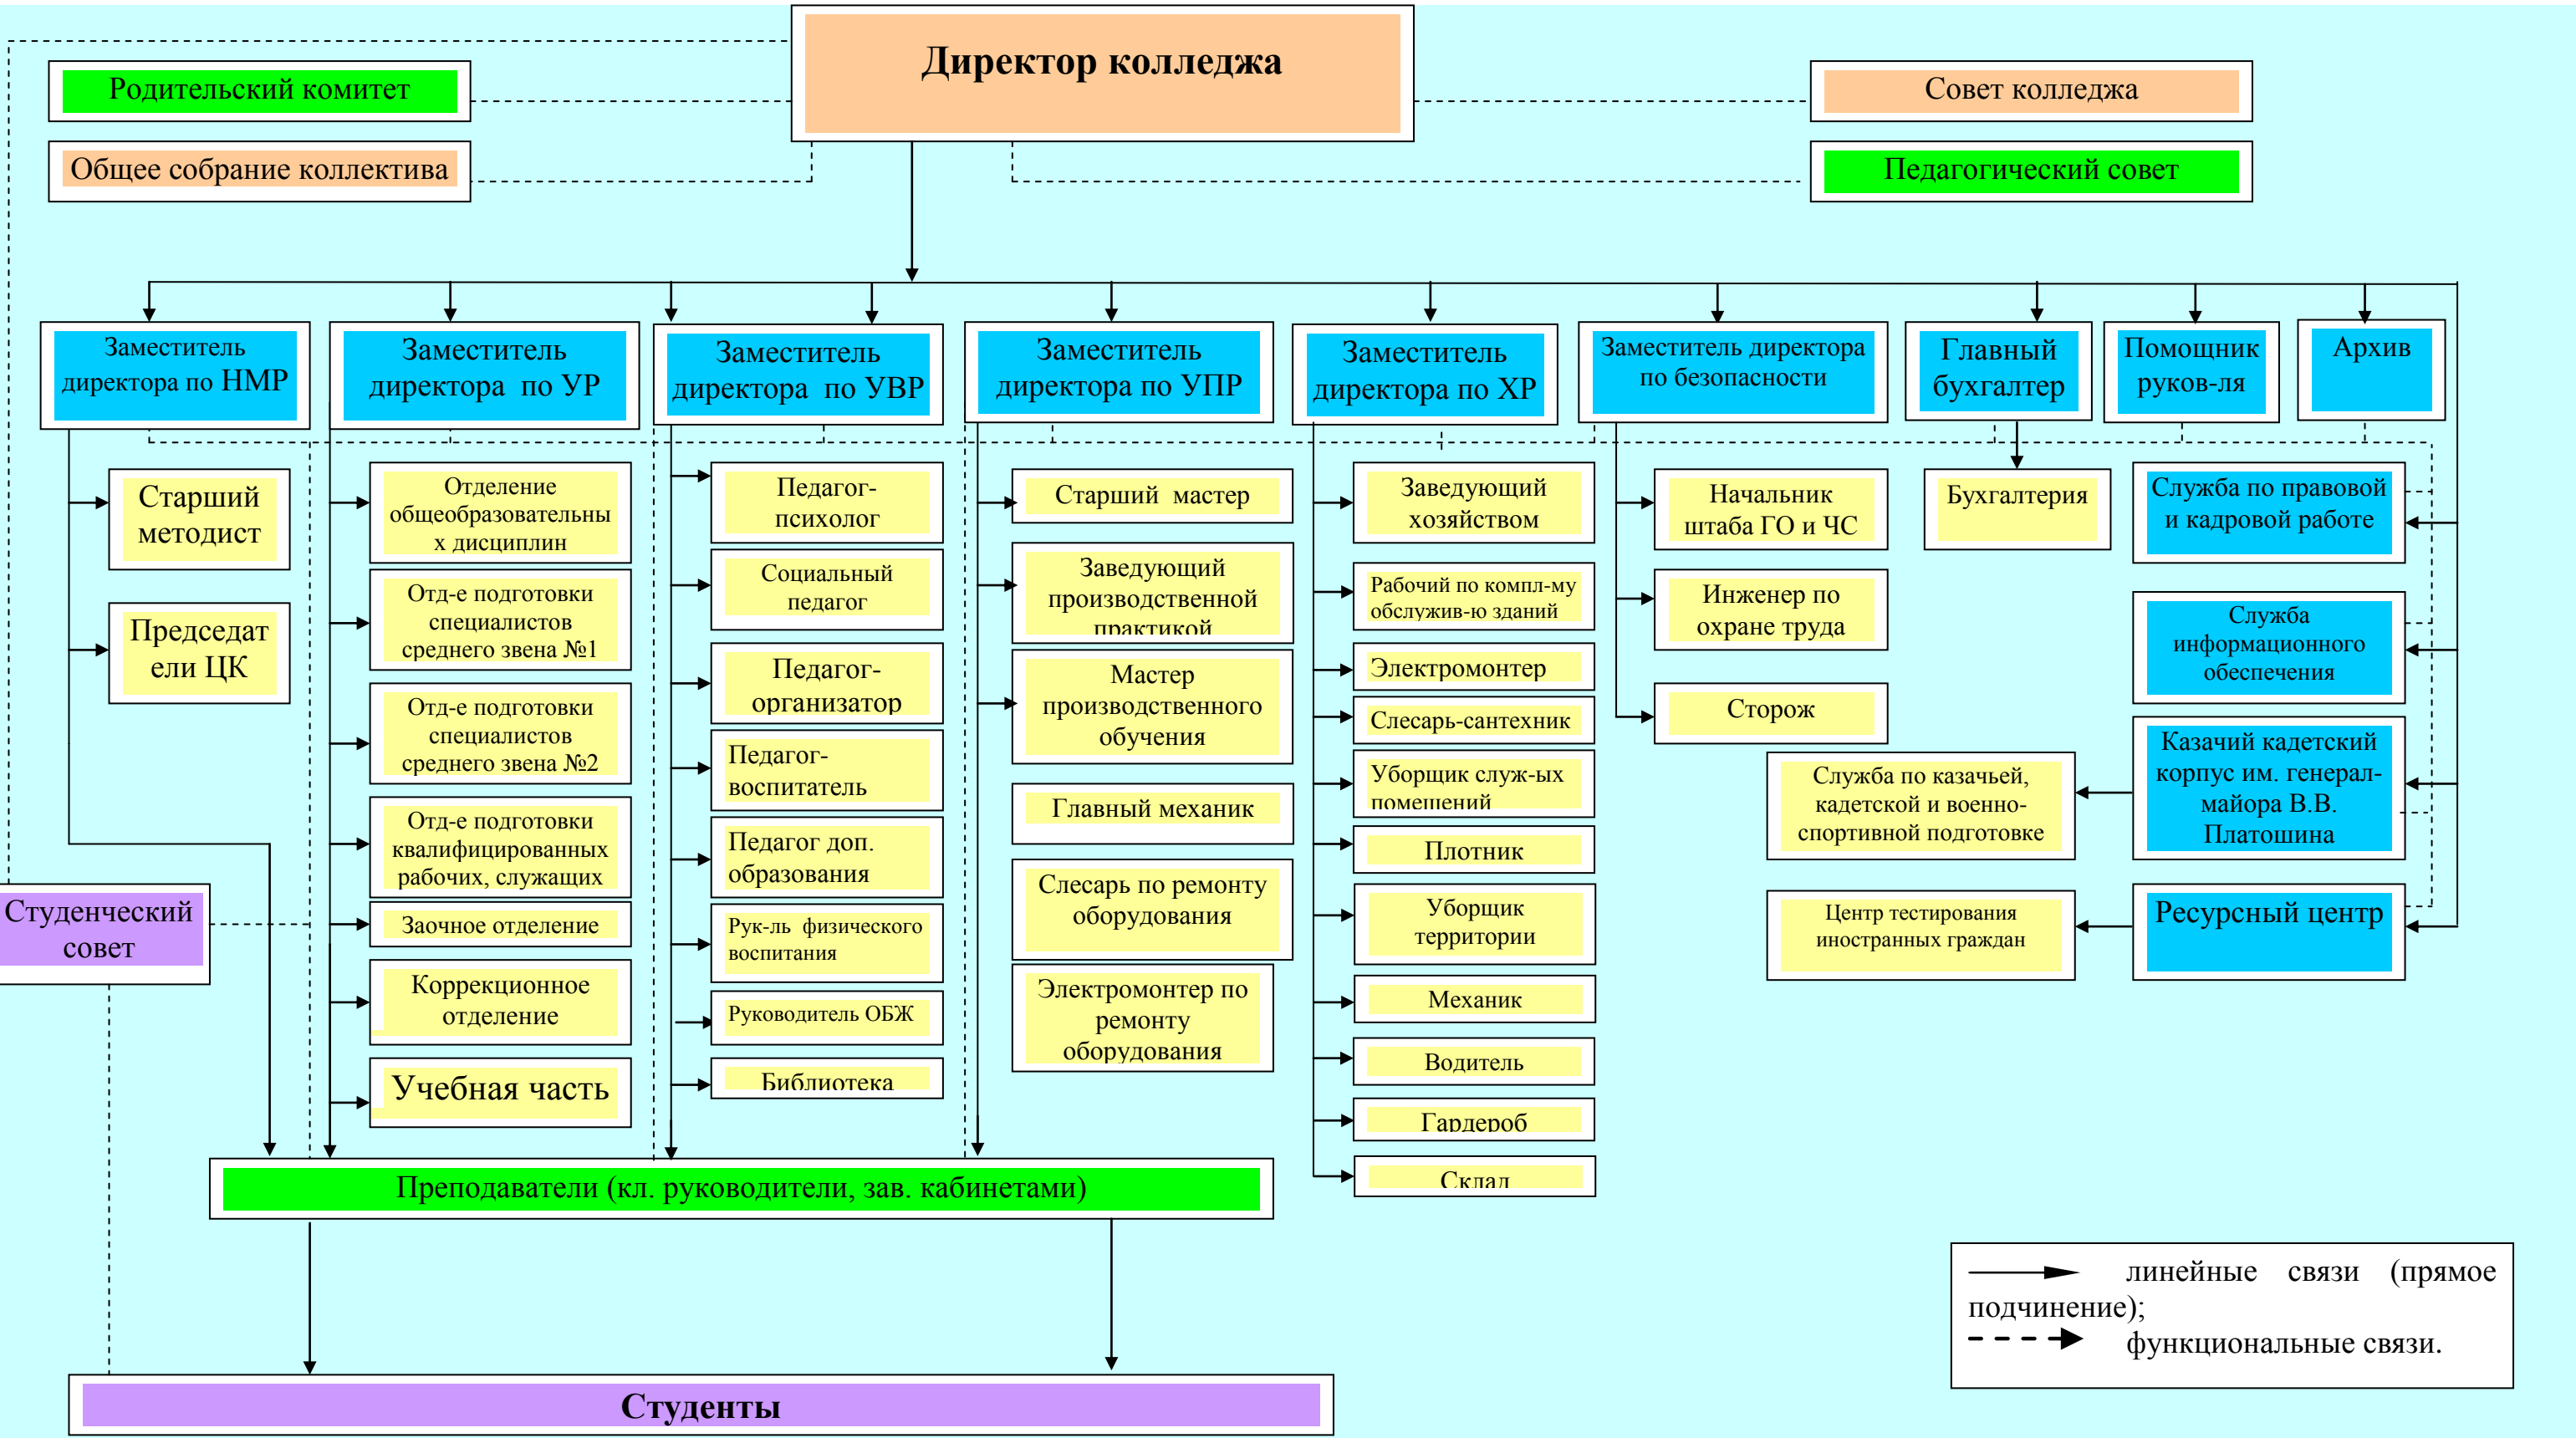 Директор колледжа
Родительский комитет
Совет колледжа
Общее собрание коллектива
Педагогический совет
Заместитель
директора по НМР
Заместитель
директора по УР
Заместитель
директора по УВР
Заместитель
директора по УПР
Заместитель
директора по ХР
Заместитель директора
по безопасности
Главный
бухгалтер
Помощник
руков-ля
Архив
Старший
методист
Председат
ели ЦК
Отделение
общеобразовательны
х дисциплин
Отд-е подготовки
специалистов
среднего звена №1
Отд-е подготовки
специалистов
среднего звена №2
Отд-е подготовки
квалифицированных
рабочих, служащих
Заочное отделение
Коррекционное
отделение
Учебная часть
Педагог-
психолог
Социальный
педагог
Педагог-
организатор
Педагог-
воспитатель
Педагог доп.
образования
Рук-ль физического
воспитания
Руководитель ОБЖ
Библиотека
Старший мастер
Заведующий
производственной
практикой
Мастер
производственного
обучения
Главный механик
Слесарь по ремонту
оборудования
Электромонтер по
ремонту
оборудования
Заведующий
хозяйством
Рабочий по компл-му
обслужив-ю зданий
Электромонтер
Слесарь-сантехник
Уборщик служ-ых
помещений
Плотник
Уборщик
территории
Механик
Водитель
Гардероб
Склад
Начальник
штаба ГО и ЧС
Инженер по
охране труда
Сторож
Бухгалтерия
Служба по правовой
и кадровой работе
Служба
информационного
обеспечения
Казачий кадетский
корпус им. генерал-
майора В.В.
Платошина
Служба по казачьей,
кадетской и военно-
спортивной подготовке
Ресурсный центр
Центр тестирования
иностранных граждан
Студенческий
совет
Преподаватели (кл. руководители, зав. кабинетами)
Студенты
линейные связи (прямое
подчинение);
функциональные связи.